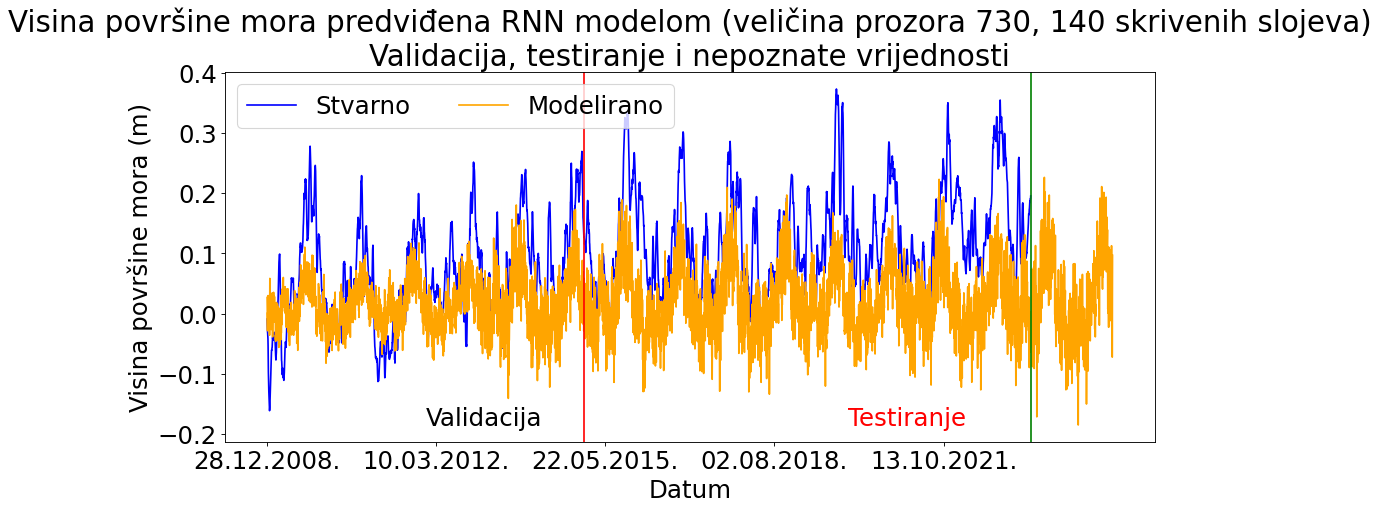 Visina površine mora predviđena RNN modelom (veličina prozora 730, 140 skrivenih slojeva)
Validacija, testiranje i nepoznate vrijednosti
Stvarno Modelirano
Visina površine mora (m)
0.4
0.3
0.2
0.1
0.0
−0.1
−0.2
Validacija Testiranje
28.12.2008. 10.03.2012. 22.05.2015. 02.08.2018. 13.10.2021.
Datum